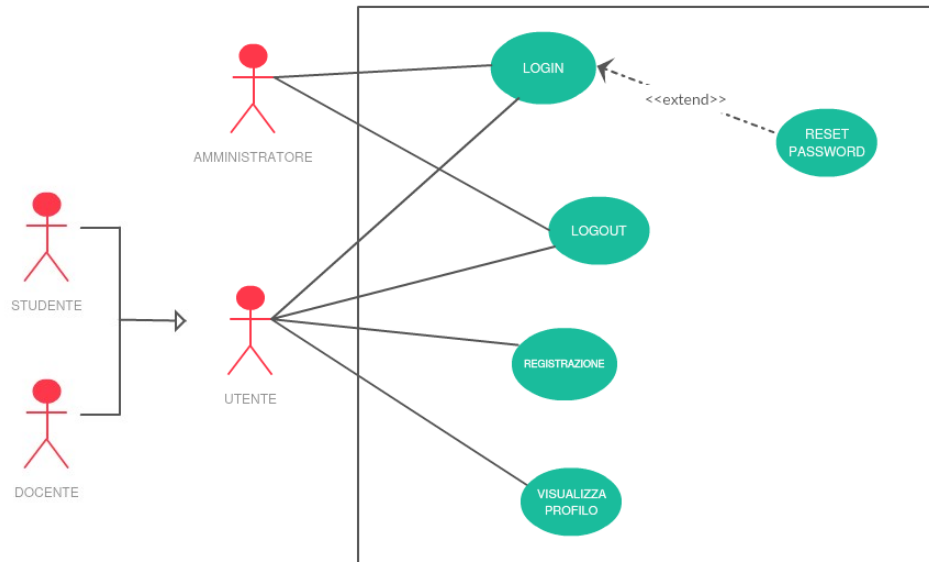 LOGIN
<<extend>>
RESET
PASSWORD
AMMINISTRATORE
LOGOUT
STUDENTE
REGISTRAZIONE
UTENTE
DOCENTE
VISUALIZZA
PROFILO